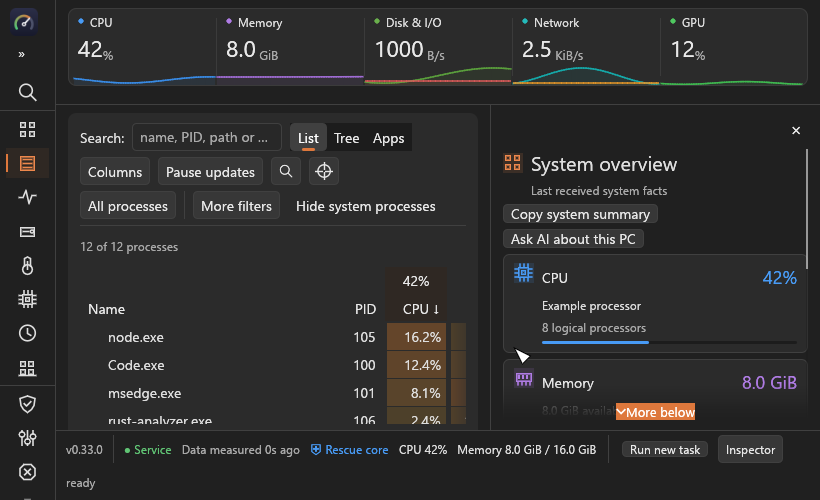 CPU
42%
Memory
8.0 GiB
Disk & I/O
1000 B/s
Network
2.5 KiB/s
GPU
12%
»
Search: name, PID, path or ... List Tree Apps
Columns Pause updates
All processes More filters Hide system processes
12 of 12 processes
42%
Name PID CPU ↓
node.exe 105 16.2%
Code.exe 100 12.4%
msedge.exe 101 8.1%
rust-analyzer.exe 106 2.4%
×
System overview
Last received system facts
Copy system summary
Ask AI about this PC
CPU 42%
Example processor
8 logical processors
Memory 8.0 GiB
8.0 GiB
More below
v0.33.0 Service Data measured 0s ago Rescue core CPU 42% Memory 8.0 GiB / 16.0 GiB Run new task Inspector
ready